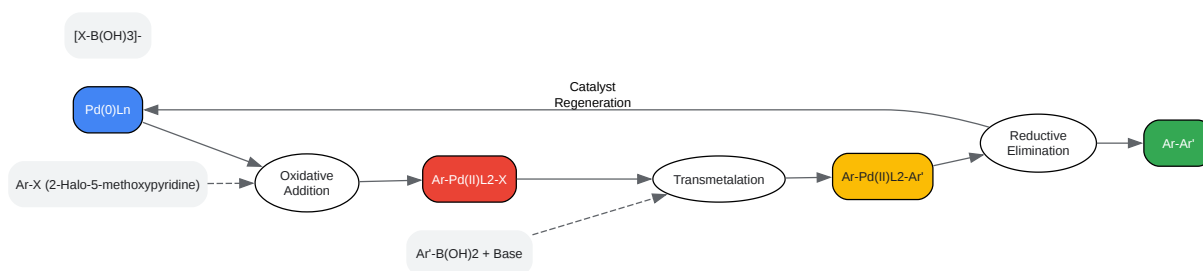 [X-B(OH)3]-
Catalyst
Regeneration
Pd(0)Ln
Reductive
Elimination
Ar-Ar'
Ar-X (2-Halo-5-methoxypyridine)
Oxidative
Addition
Ar-Pd(II)L2-X
Transmetalation
Ar-Pd(II)L2-Ar'
Ar'-B(OH)2 + Base